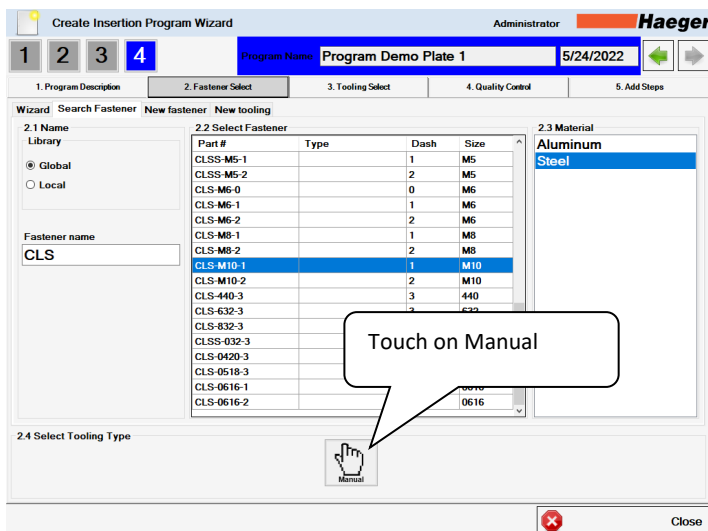 Create Insertion Program Wizard
Administrator
Haeger
1 2 3 4
Program Name Program Demo Plate 1 5/24/2022
1. Program Description 2. Fastener Select 3. Tooling Select 4. Quality Control 5. Add Steps
Wizard Search Fastener New fastener New tooling
2.1 Name
Library
Global
Local
Fastener name
CLS
2.2 Select Fastener
Part # Type Dash Size
CLSS-M5-1 1 M5
CLSS-M5-2 2 M5
CLS-M6-0 0 M6
CLS-M6-1 1 M6
CLS-M6-2 2 M6
CLS-M8-1 1 M8
CLS-M8-2 2 M8
CLS-M10-1 1 M10
CLS-M10-2 2 M10
CLS-440-3 3 440
CLS-632-3 3 632
CLS-832-3
CLSS-032-3
CLS-0420-3
CLS-0518-3
CLS-0616-1 0616
CLS-0616-2 0616
2.3 Material
Aluminum
Steel
Touch on Manual
2.4 Select Tooling Type
Manual
Close